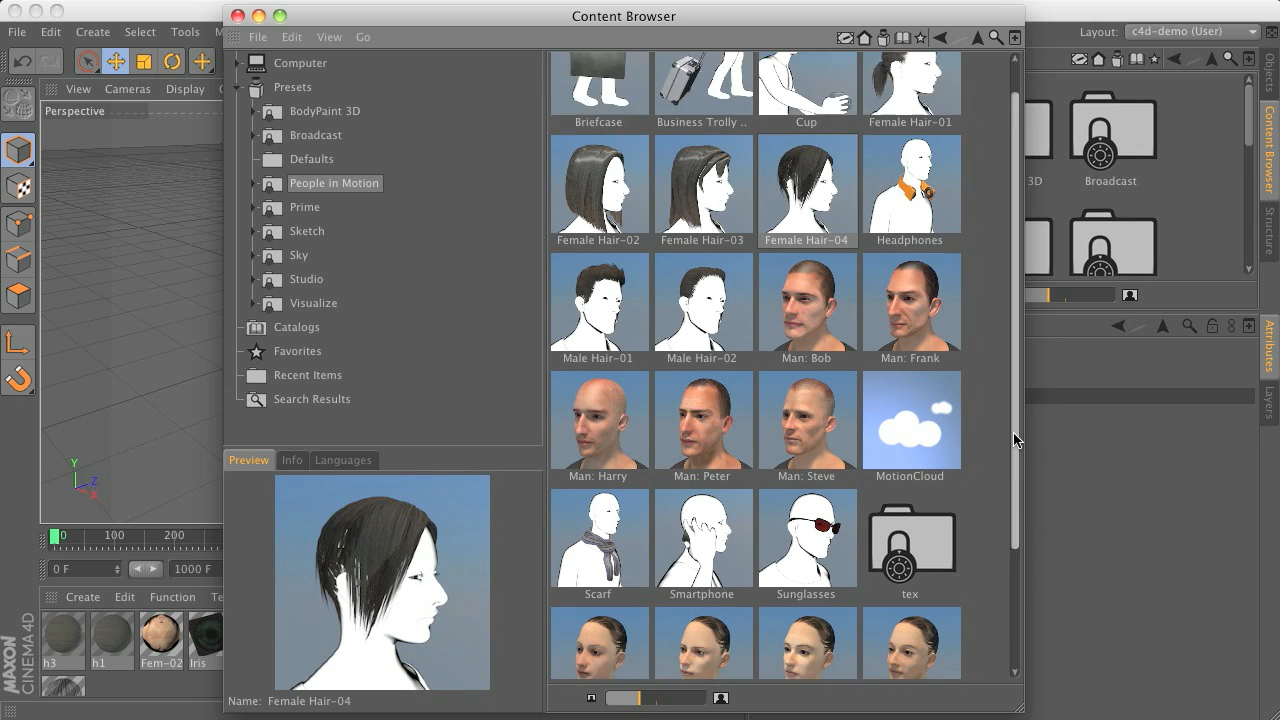 Content Browser
File Edit Create Select Tools M
File Edit View Go
Layout: c4d-demo (User)
View Cameras Display
Perspective
Computer
Presets
BodyPaint 3D
Broadcast
Defaults
People in Motion
Prime
Sketch
Sky
Studio
Visualize
Catalogs
Favorites
Recent Items
Search Results
Briefcase Business Trolly .. Cup Female Hair-01
Female Hair-02 Female Hair-03 Female Hair-04 Headphones
Male Hair-01 Male Hair-02 Man: Bob Man: Frank
Man: Harry Man: Peter Man: Steve MotionCloud
Scarf Smartphone Sunglasses tex
3D Broadcast
Objects
Content Browser
Structure
Attributes
Layers
Preview Info Languages
Name: Female Hair-04
Y
Z
X
0 100 200
0 F 1000 F
Create Edit Function Te
h3 h1 Fem-02 Iris
MAXON
CINEMA 4D